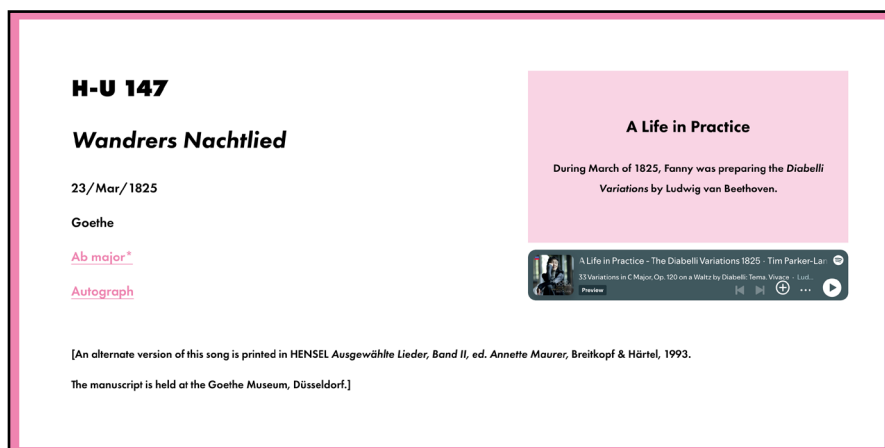 H-U 147
Wandrers Nachtlied
23/Mar/1825
Goethe
Ab major*
Autograph
A Life in Practice
During March of 1825, Fanny was preparing the Diabelli
Variations by Ludwig van Beethoven.
A Life in Practice - The Diabelli Variations 1825 - Tim Parker-Lan
33 Variations in C Major, Op. 120 on a Waltz by Diabelli: Tema. Vivace - Lud...
Preview
[An alternate version of this song is printed in HENSEL Ausgewählte Lieder, Band II, ed. Annette Maurer, Breitkopf & Härtel, 1993.
The manuscript is held at the Goethe Museum, Düsseldorf.]